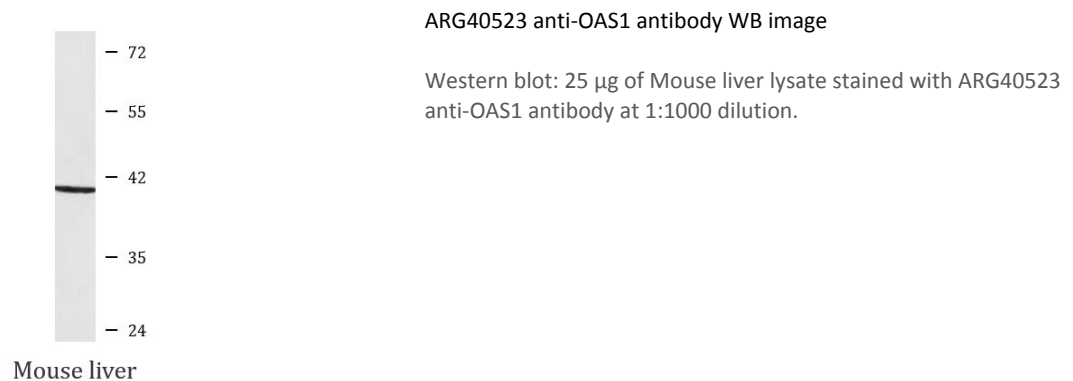 ARG40523 anti-OAS1 antibody WB image
Western blot: 25 µg of Mouse liver lysate stained with ARG40523
anti-OAS1 antibody at 1:1000 dilution.
– 72
– 55
– 42
– 35
– 24
Mouse liver